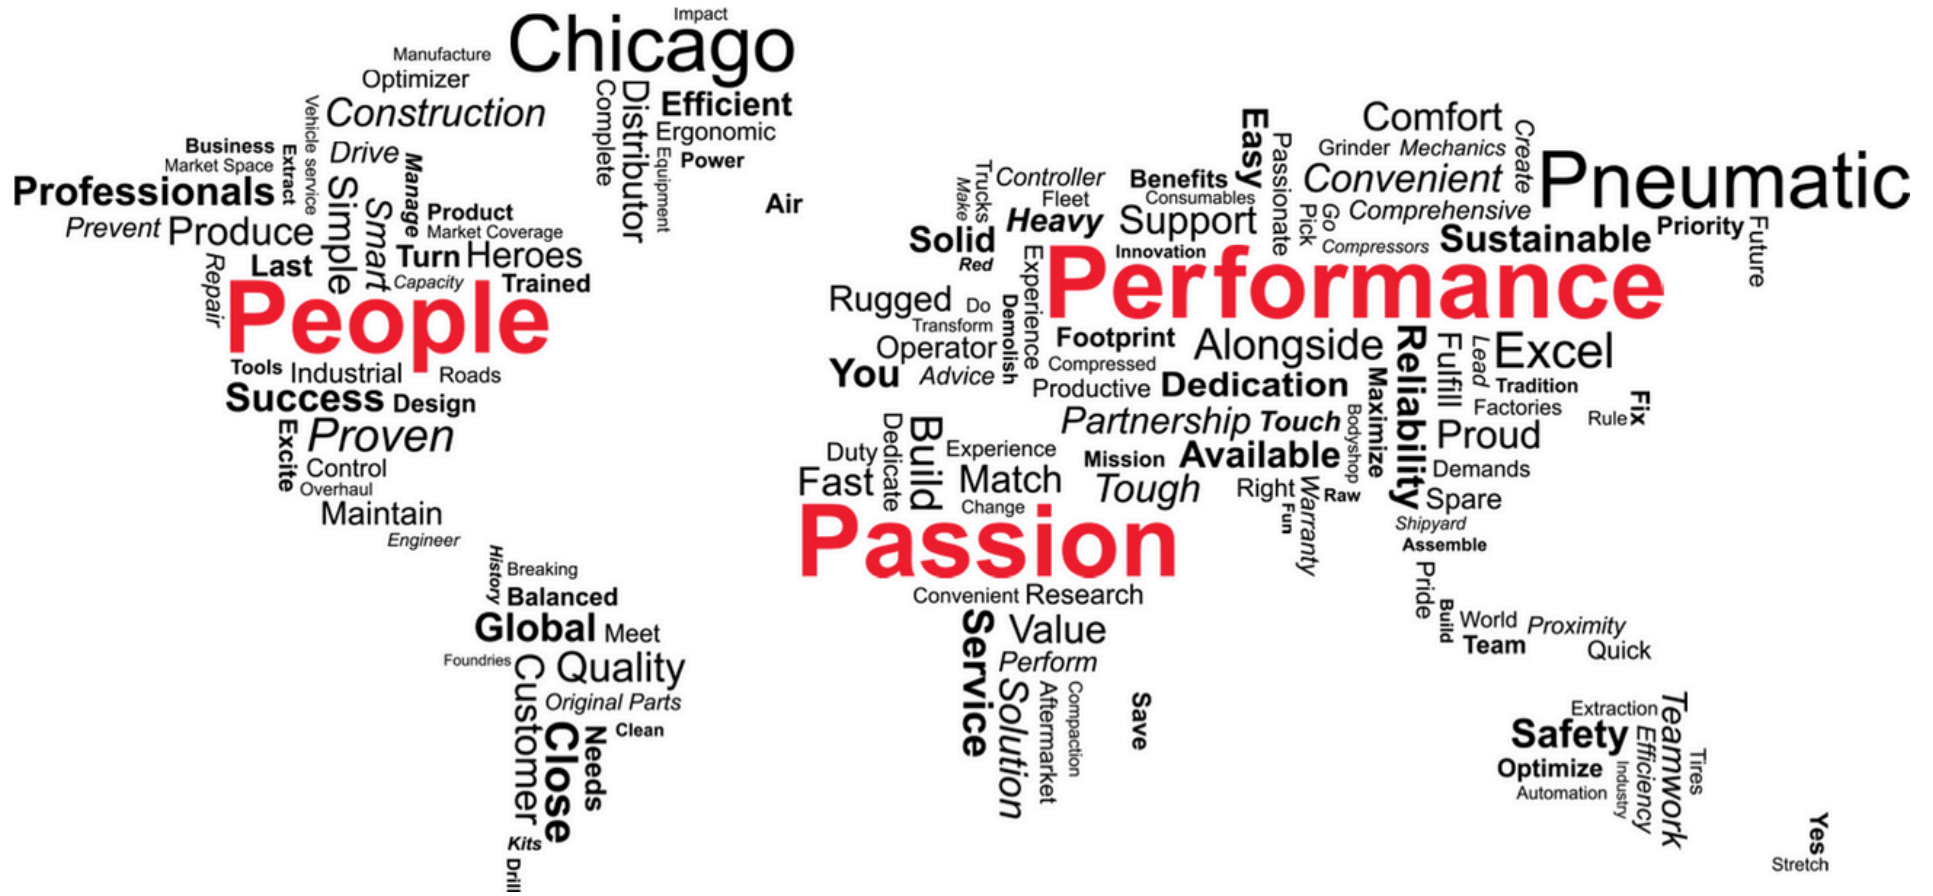 Impact
Chicago
Manufacture
Optimizer
Construction
Vehicle service
Complete
Distributor
Efficient
Ergonomic
Equipment
Power
Air
Business
Market Space
Extract
Professionals
Prevent
Produce
Drive
Manage
Simple
Smart
Product
Market Coverage
Turn
Heroes
Last
Capacity
Trained
Repair
People
Tools
Industrial
Roads
Success
Design
Excite
Proven
Control
Overhaul
Maintain
Engineer
History
Breaking
Balanced
Global
Meet
Foundries
Customer
Quality
Original Parts
Close
Needs
Clean
Kits
Drill
Trucks
Make
Controller
Fleet
Heavy
Solid
Red
Benefits
Consumables
Support
Innovation
Easy
Passionate
Comfort
Grinder
Mechanics
Create
Convenient
Pick
Go
Comprehensive
Compressors
Pneumatic
Sustainable
Priority
Future
Experience
Performance
Rugged
Do
Transform
Demolish
Operator
You
Advice
Footprint
Compressed
Productive
Alongside
Dedication
Maximize
Reliability
Fulfill
Lead
Excel
Tradition
Factories
Rule
Fix
Partnership
Touch
Bodyshop
Proud
Demands
Spare
Shipyard
Assemble
Duty
Dedicate
Build
Experience
Fast
Match
Change
Mission
Available
Tough
Right
Fun
Warranty
Raw
Passion
Convenient
Research
Service
Value
Perform
Solution
Aftermarket
Compaction
Save
Pride
Build
World
Proximity
Team
Quick
Extraction
Safety
Optimize
Automation
Industry
Efficiency
Teamwork
Tires
Yes
Stretch